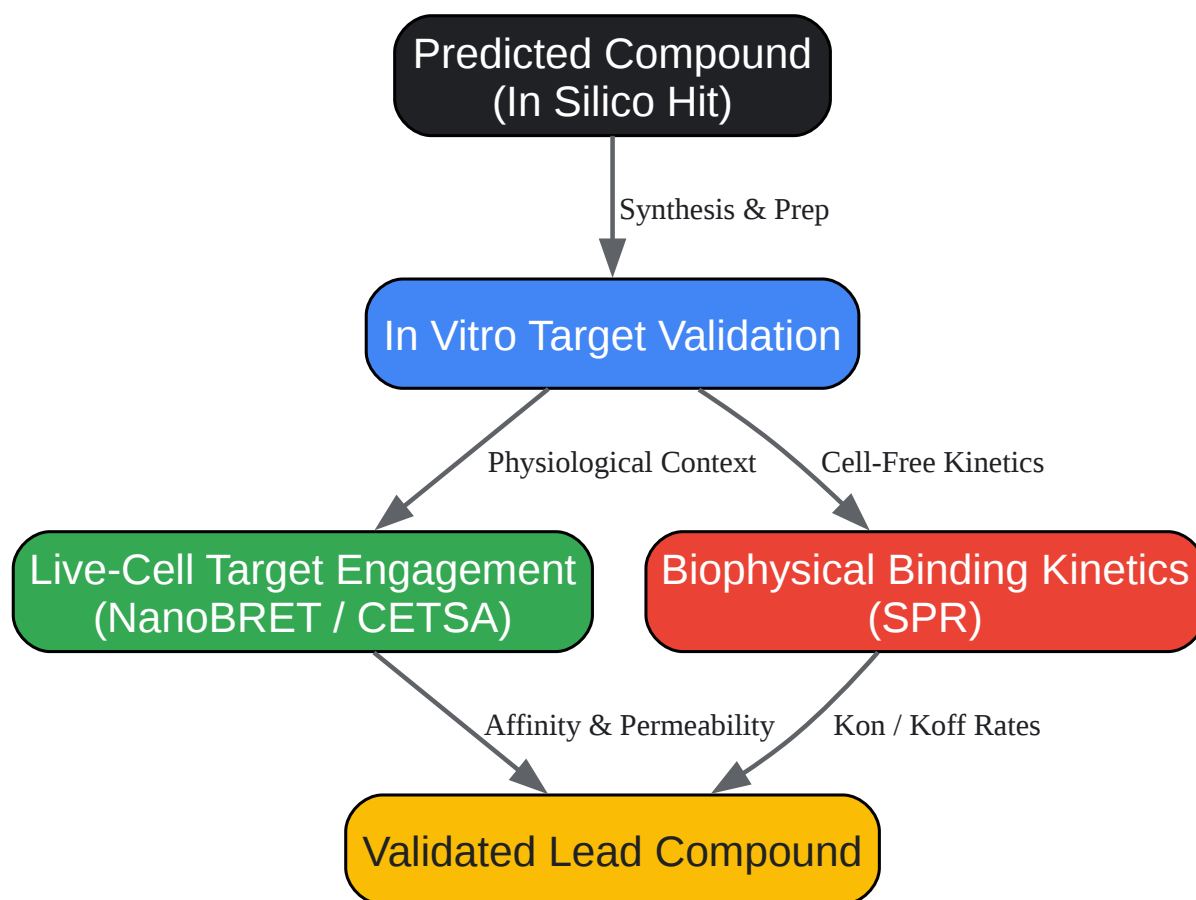 Predicted Compound
(In Silico Hit)
Synthesis & Prep
In Vitro Target Validation
Physiological Context
Cell-Free Kinetics
Live-Cell Target Engagement
(NanoBRET / CETSA)
Biophysical Binding Kinetics
(SPR)
Affinity & Permeability
Kon / Koff Rates
Validated Lead Compound